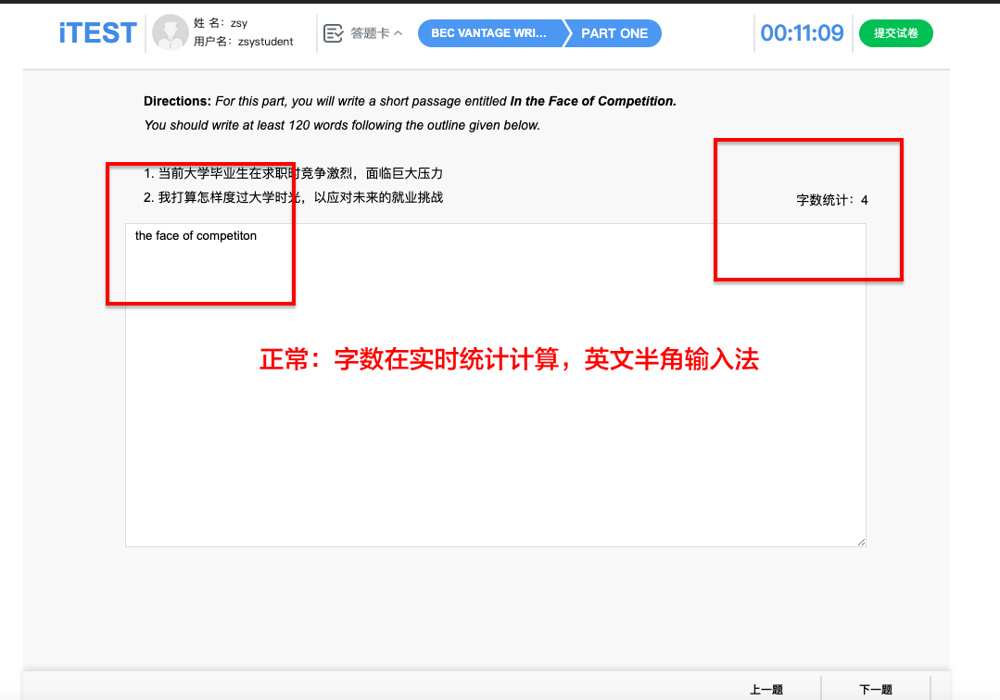 iTEST
姓 名：zsy
用户名：zsystudent
答题卡
BEC VANTAGE WRI...
PART ONE
00:11:09
提交试卷
Directions: For this part, you will write a short passage entitled In the Face of Competition.
You should write at least 120 words following the outline given below.
1. 当前大学毕业生在求职时竞争激烈，面临巨大压力
2. 我打算怎样度过大学时光，以应对未来的就业挑战
字数统计：4
the face of competiton
正常：字数在实时统计计算，英文半角输入法
上一题
下一题